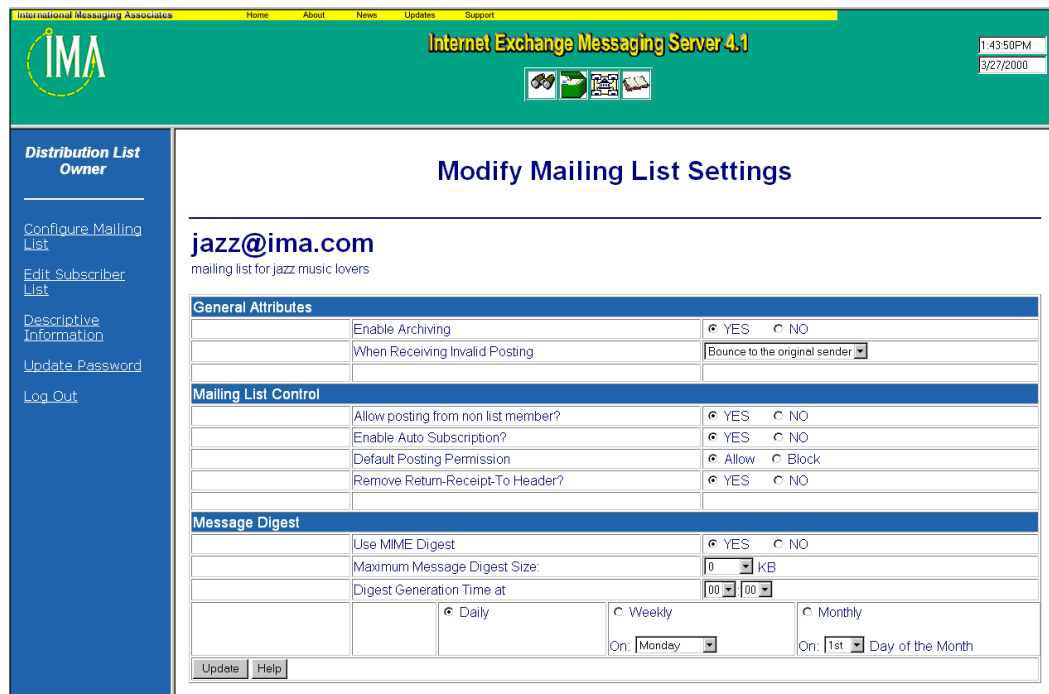 International Messaging Associates Home About News Updates Support
IMA
Internet Exchange Messaging Server 4.1
1:43:50PM
3/27/2000
Distribution List
Owner
Configure Mailing
List
Edit Subscriber
List
Descriptive
Information
Update Password
Log Out
Modify Mailing List Settings
jazz@ima.com
mailing list for jazz music lovers
General Attributes
Enable Archiving YES NO
When Receiving Invalid Posting Bounce to the original sender
Mailing List Control
Allow posting from non list member? YES NO
Enable Auto Subscription? YES NO
Default Posting Permission Allow Block
Remove Return-Receipt-To Header? YES NO
Message Digest
Use MIME Digest YES NO
Maximum Message Digest Size: 0 KB
Digest Generation Time at 00 : 00
Daily Weekly Monthly
On: Monday On: 1st Day of the Month
Update Help